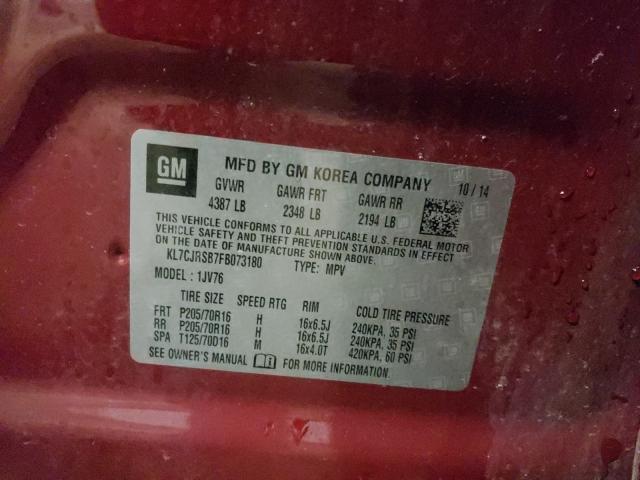 GM
MFD BY GM KOREA COMPANY 10 / 14
GVWR GAWR FRT GAWR RR
4387 LB 2348 LB 2194 LB
THIS VEHICLE CONFORMS TO ALL APPLICABLE U.S. FEDERAL MOTOR
VEHICLE SAFETY AND THEFT PREVENTION STANDARDS IN EFFECT
ON THE DATE OF MANUFACTURE SHOWN ABOVE.
KL7CJRSB7FB073180 TYPE: MPV
MODEL : 1JV76
TIRE SIZE SPEED RTG RIM COLD TIRE PRESSURE
FRT P205/70R16 H 16x6.5J 240KPA, 35 PSI
RR P205/70R16 H 16x6.5J 240KPA, 35 PSI
SPA T125/70D16 M 16x4.0T 420KPA, 60 PSI
SEE OWNER'S MANUAL FOR MORE INFORMATION.